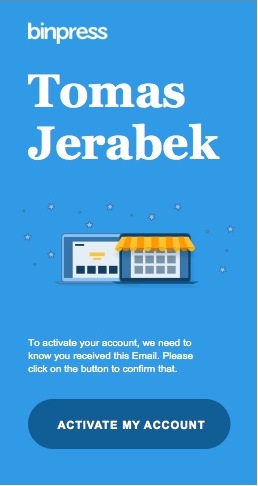 binpress
Tomas
Jerabek
To activate your account, we need to
know you received this Email. Please
click on the button to confirm that.
ACTIVATE MY ACCOUNT